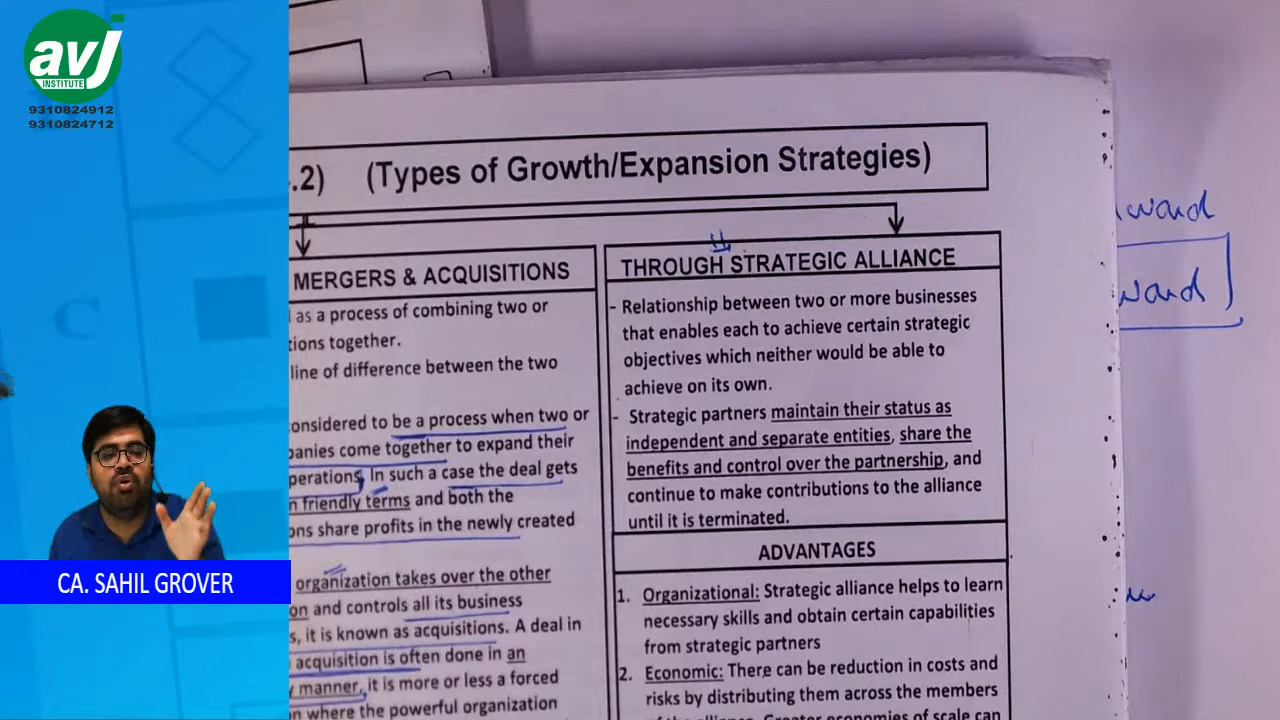 avj
INSTITUTE
9310824912
9310824712
CA. SAHIL GROVER
.2) (Types of Growth/Expansion Strategies)
MERGERS & ACQUISITIONS
as a process of combining two or
tions together.
line of difference between the two
onsidered to be a process when two or
panies come together to expand their
perations, In such a case the deal gets
n friendly terms and both the
ons share profits in the newly created
organization takes over the other
on and controls all its business
s, it is known as acquisitions. A deal in
acquisition is often done in an
manner, it is more or less a forced
n where the powerful organization
THROUGH STRATEGIC ALLIANCE
- Relationship between two or more businesses
that enables each to achieve certain strategic
objectives which neither would be able to
achieve on its own.
- Strategic partners maintain their status as
independent and separate entities, share the
benefits and control over the partnership, and
continue to make contributions to the alliance
until it is terminated.
ADVANTAGES
1. Organizational: Strategic alliance helps to learn
necessary skills and obtain certain capabilities
from strategic partners
2. Economic: There can be reduction in costs and
risks by distributing them across the members
of the alliance. Greater economies of scale can
ward
ward